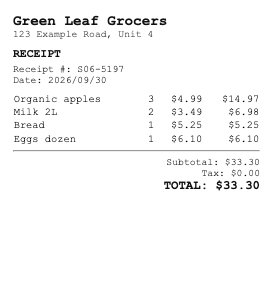 Green Leaf Grocers
123 Example Road, Unit 4
RECEIPT
Receipt #: S06-5197
Date: 2026/09/30
Organic apples 3 $4.99 $14.97
Milk 2L 2 $3.49 $6.98
Bread 1 $5.25 $5.25
Eggs dozen 1 $6.10 $6.10
Subtotal: $33.30
Tax: $0.00
TOTAL: $33.30